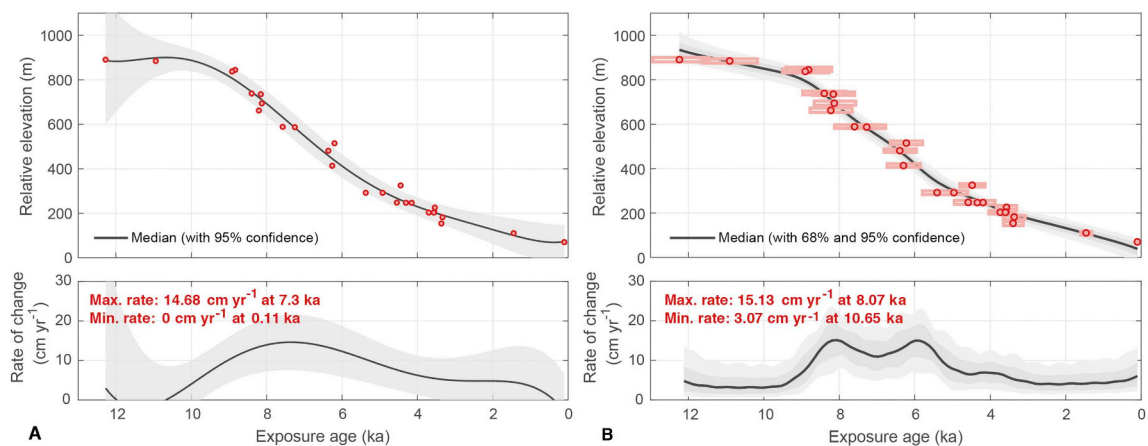 1000
800
600
400
200
0
Relative elevation (m)
Median (with 95% confidence)
30
20
10
0
Rate of change
(cm yr⁻¹)
Max. rate: 14.68 cm yr⁻¹ at 7.3 ka
Min. rate: 0 cm yr⁻¹ at 0.11 ka
12 10 8 6 4 2 0
A
Exposure age (ka)
1000
800
600
400
200
0
Relative elevation (m)
Median (with 68% and 95% confidence)
30
20
10
0
Rate of change
(cm yr⁻¹)
Max. rate: 15.13 cm yr⁻¹ at 8.07 ka
Min. rate: 3.07 cm yr⁻¹ at 10.65 ka
12 10 8 6 4 2 0
B
Exposure age (ka)